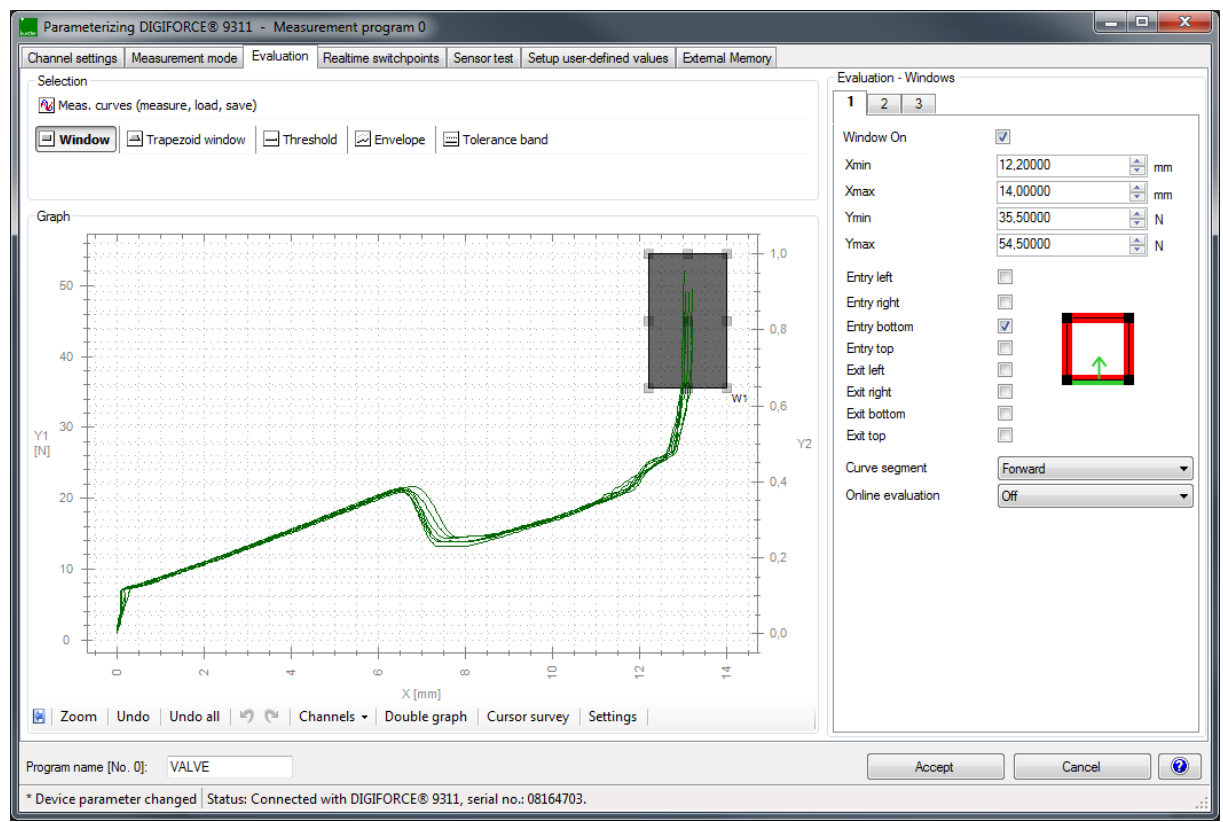 Parameterizing DIGIFORCE® 9311 - Measurement program 0
Channel settings Measurement mode Evaluation Realtime switchpoints Sensor test Setup user-defined values External Memory
Selection
Meas. curves (measure, load, save)
Window Trapezoid window Threshold Envelope Tolerance band
Graph
50
40
30
20
10
0
Y1
[N]
1,0
0,8
0,6
0,4
0,2
0,0
Y2
W1
0 2 4 6 8 10 12 14
X [mm]
Zoom Undo Undo all Channels Double graph Cursor survey Settings
Evaluation - Windows
1 2 3
Window On
Xmin 12,20000 mm
Xmax 14,00000 mm
Ymin 35,50000 N
Ymax 54,50000 N
Entry left
Entry right
Entry bottom
Entry top
Exit left
Exit right
Exit bottom
Exit top
Curve segment Forward
Online evaluation Off
Program name [No. 0]: VALVE
Accept Cancel ?
* Device parameter changed Status: Connected with DIGIFORCE® 9311, serial no.: 08164703.